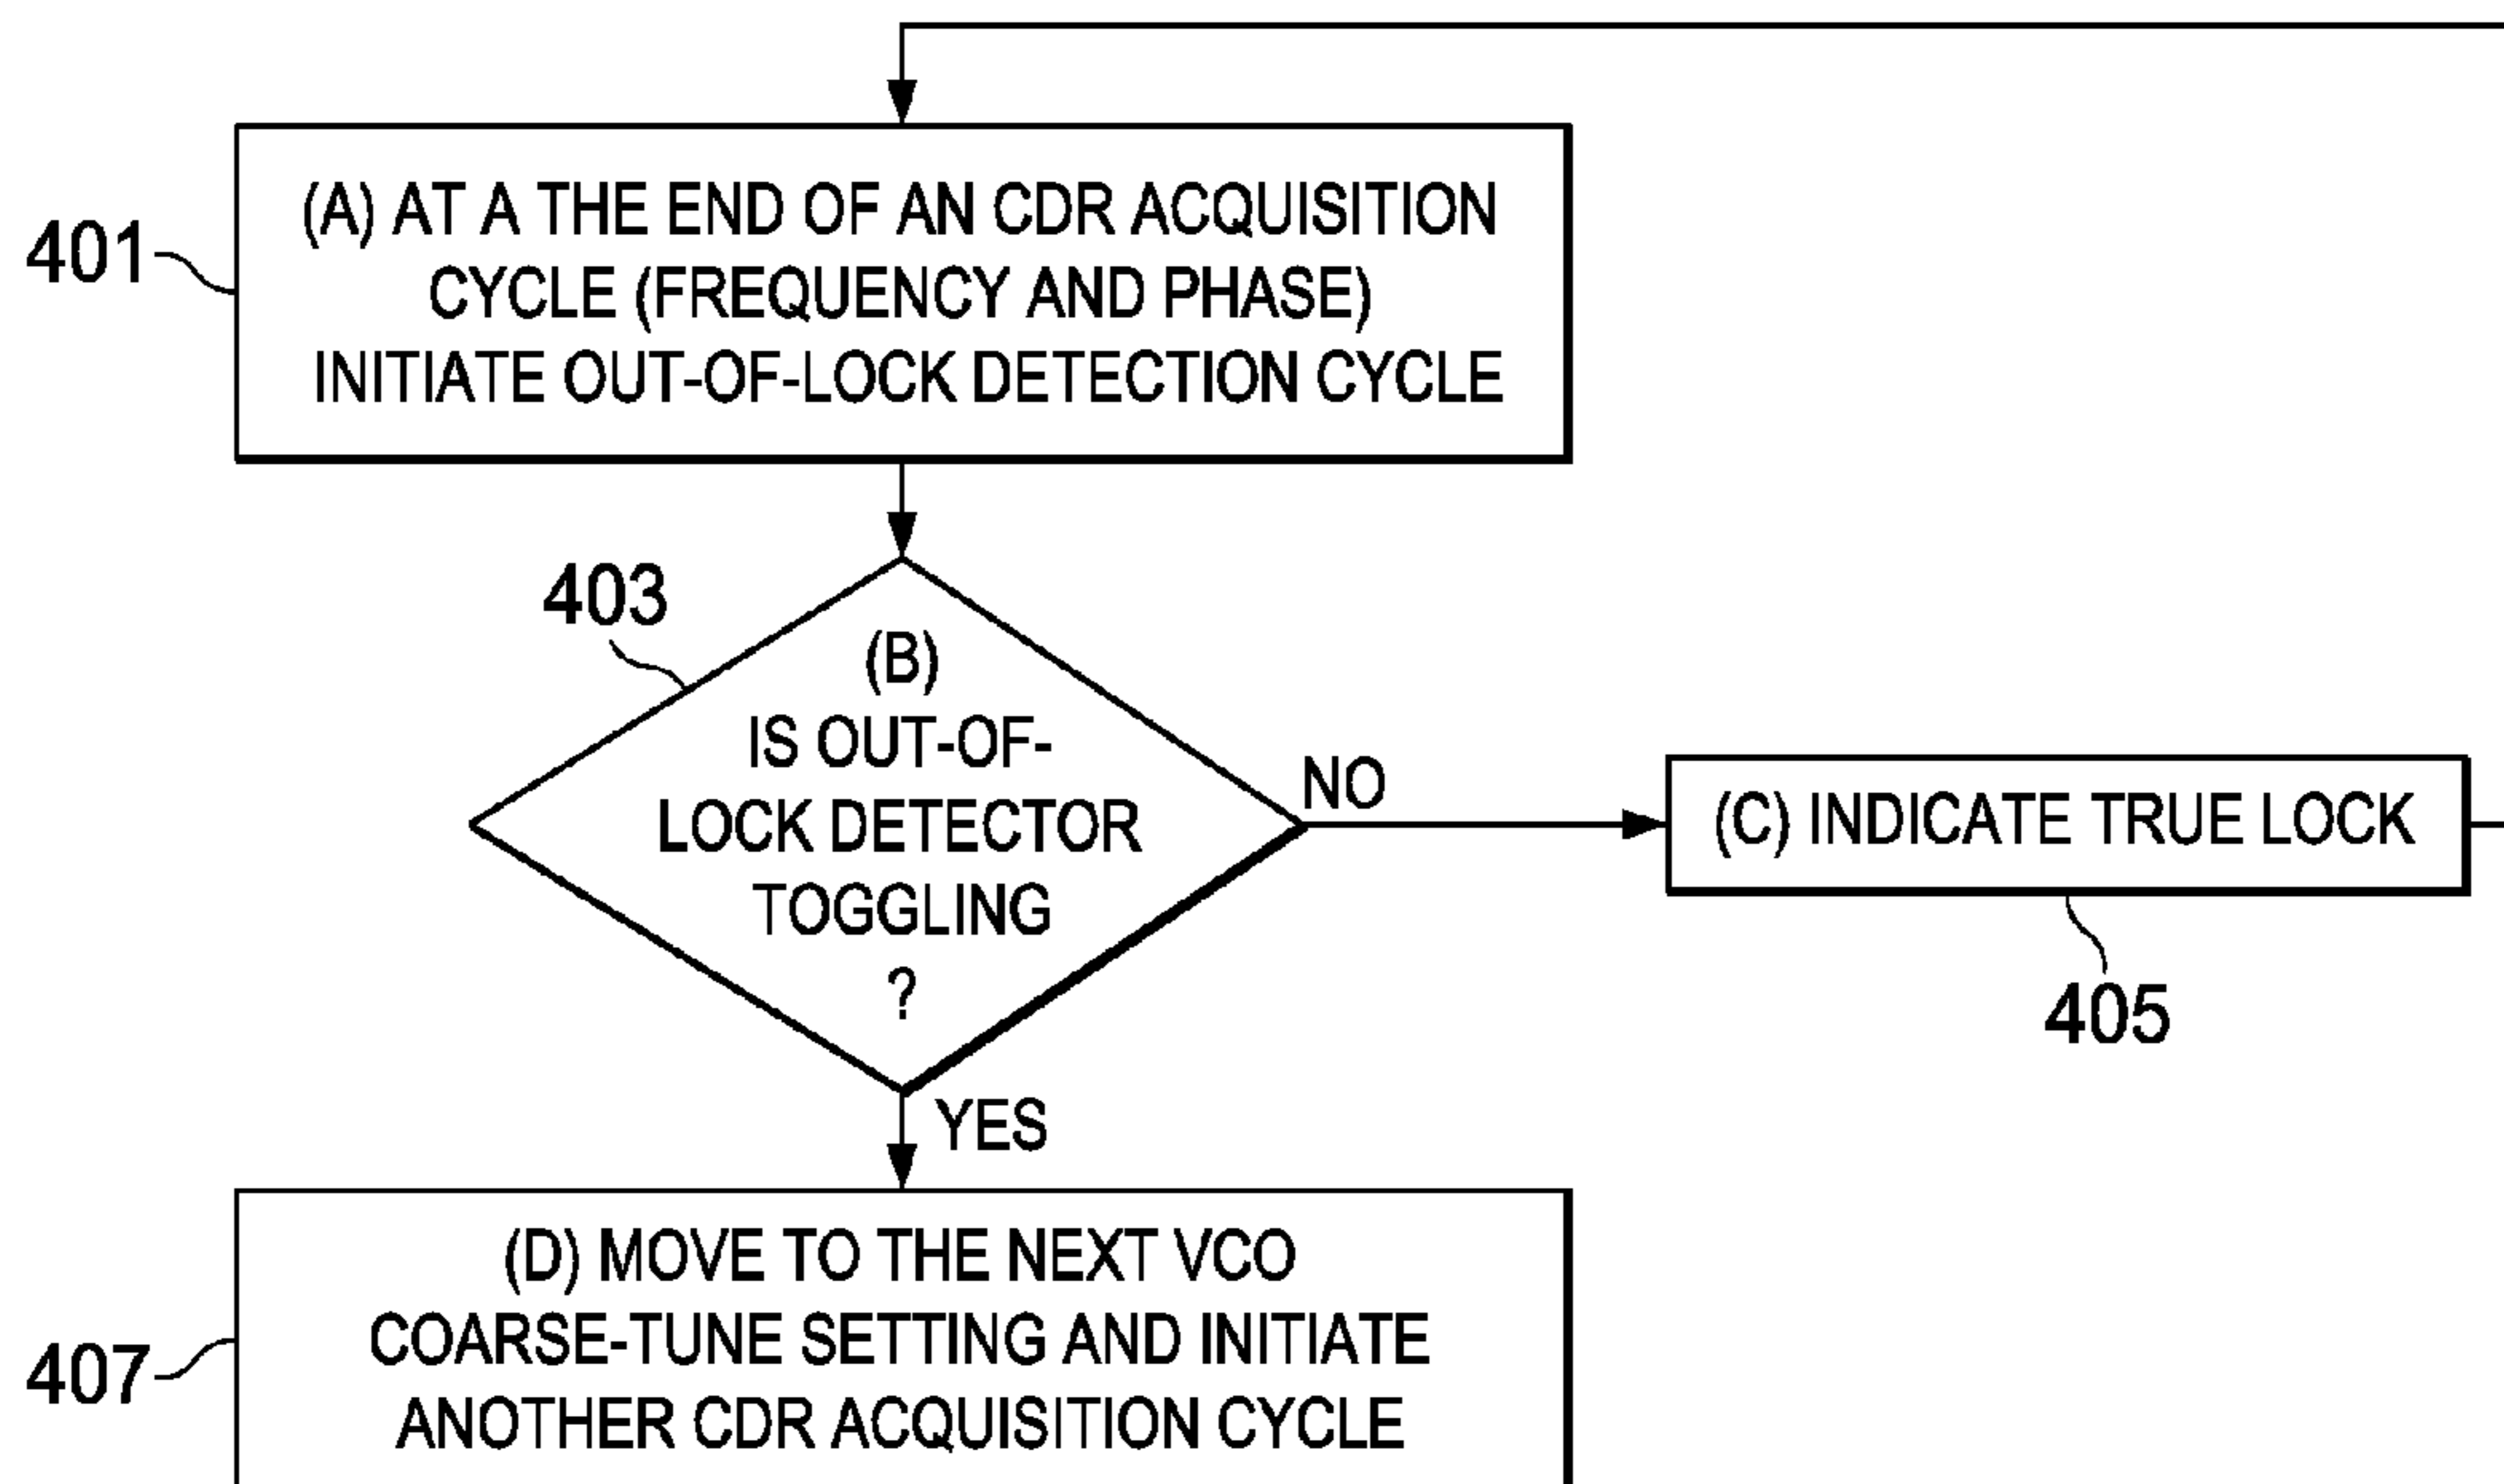 401
(A) AT A THE END OF AN CDR ACQUISITION
CYCLE (FREQUENCY AND PHASE)
INITIATE OUT-OF-LOCK DETECTION CYCLE
403
(B)
IS OUT-OF-
LOCK DETECTOR
TOGGLING
?
NO
(C) INDICATE TRUE LOCK
405
YES
407
(D) MOVE TO THE NEXT VCO
COARSE-TUNE SETTING AND INITIATE
ANOTHER CDR ACQUISITION CYCLE